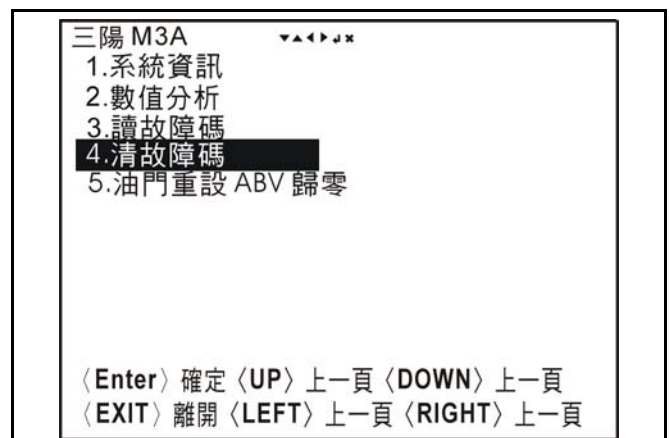 三陽 M3A ▼▲◀▶↲✖
1.系統資訊
2.數值分析
3.讀故障碼
4.清故障碼
5.油門重設 ABV 歸零
〈Enter〉確定〈UP〉上一頁〈DOWN〉上一頁
〈EXIT〉離開〈LEFT〉上一頁〈RIGHT〉上一頁